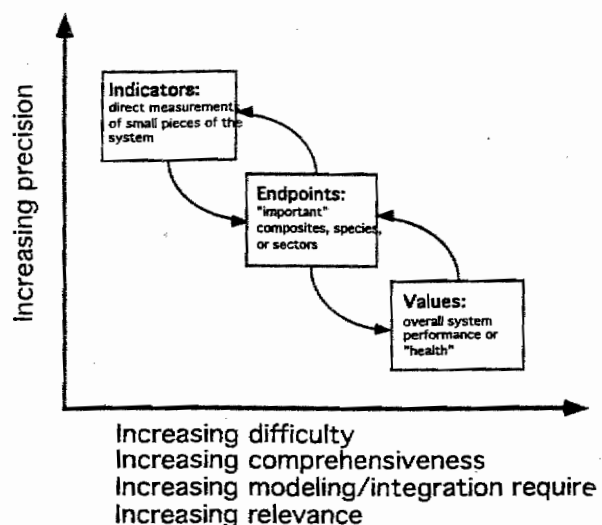 Increasing precision
Indicators:
direct measurements
of small pieces of the
system
Endpoints:
"important"
composites, species,
or sectors
Values:
overall system
performance or
"health"
Increasing difficulty
Increasing comprehensiveness
Increasing modeling/integration require
Increasing relevance